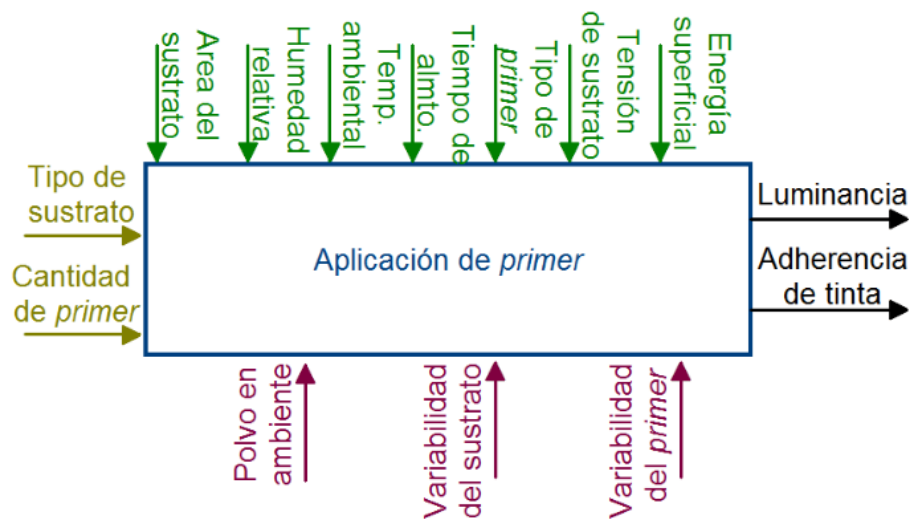 Area del
sustrato
Humedad
relativa
Temp.
ambiental
Tiempo de
almto.
Tipo de
primer
Tensión
de sustrato
Energía
superficial
Tipo de
sustrato
Cantidad
de primer
Aplicación de primer
Luminancia
Adherencia
de tinta
Polvo en
ambiente
Variabilidad
del sustrato
Variabilidad
del primer